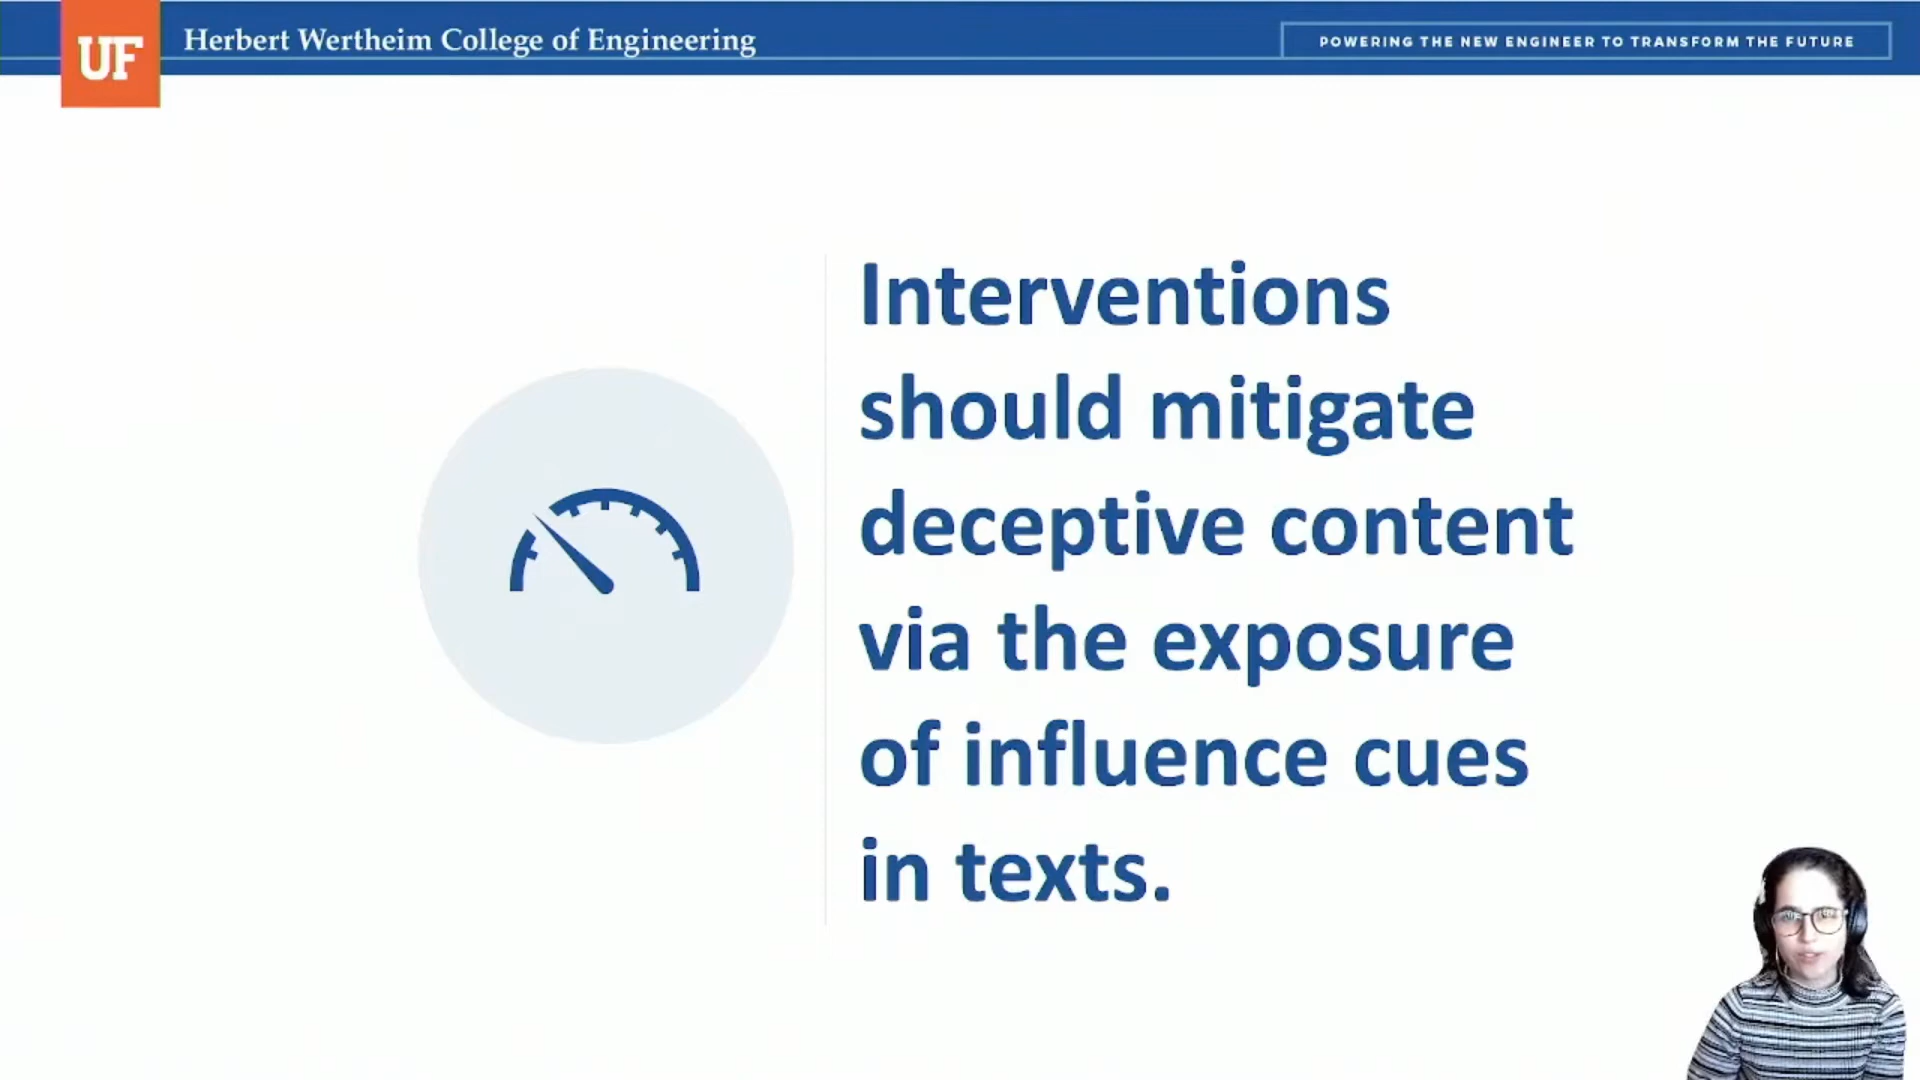 UF
Herbert Wertheim College of Engineering
POWERING THE NEW ENGINEER TO TRANSFORM THE FUTURE
Interventions
should mitigate
deceptive content
via the exposure
of influence cues
in texts.